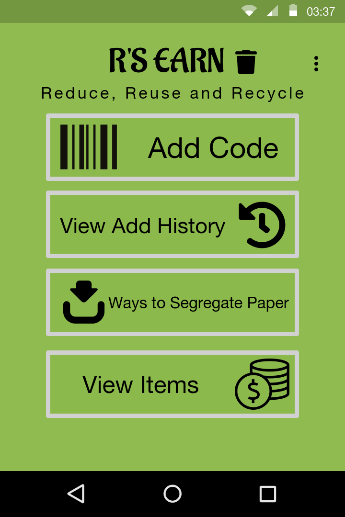 03:37
R'S EARN
Reduce, Reuse and Recycle
Add Code
View Add History
Ways to Segregate Paper
View Items
$